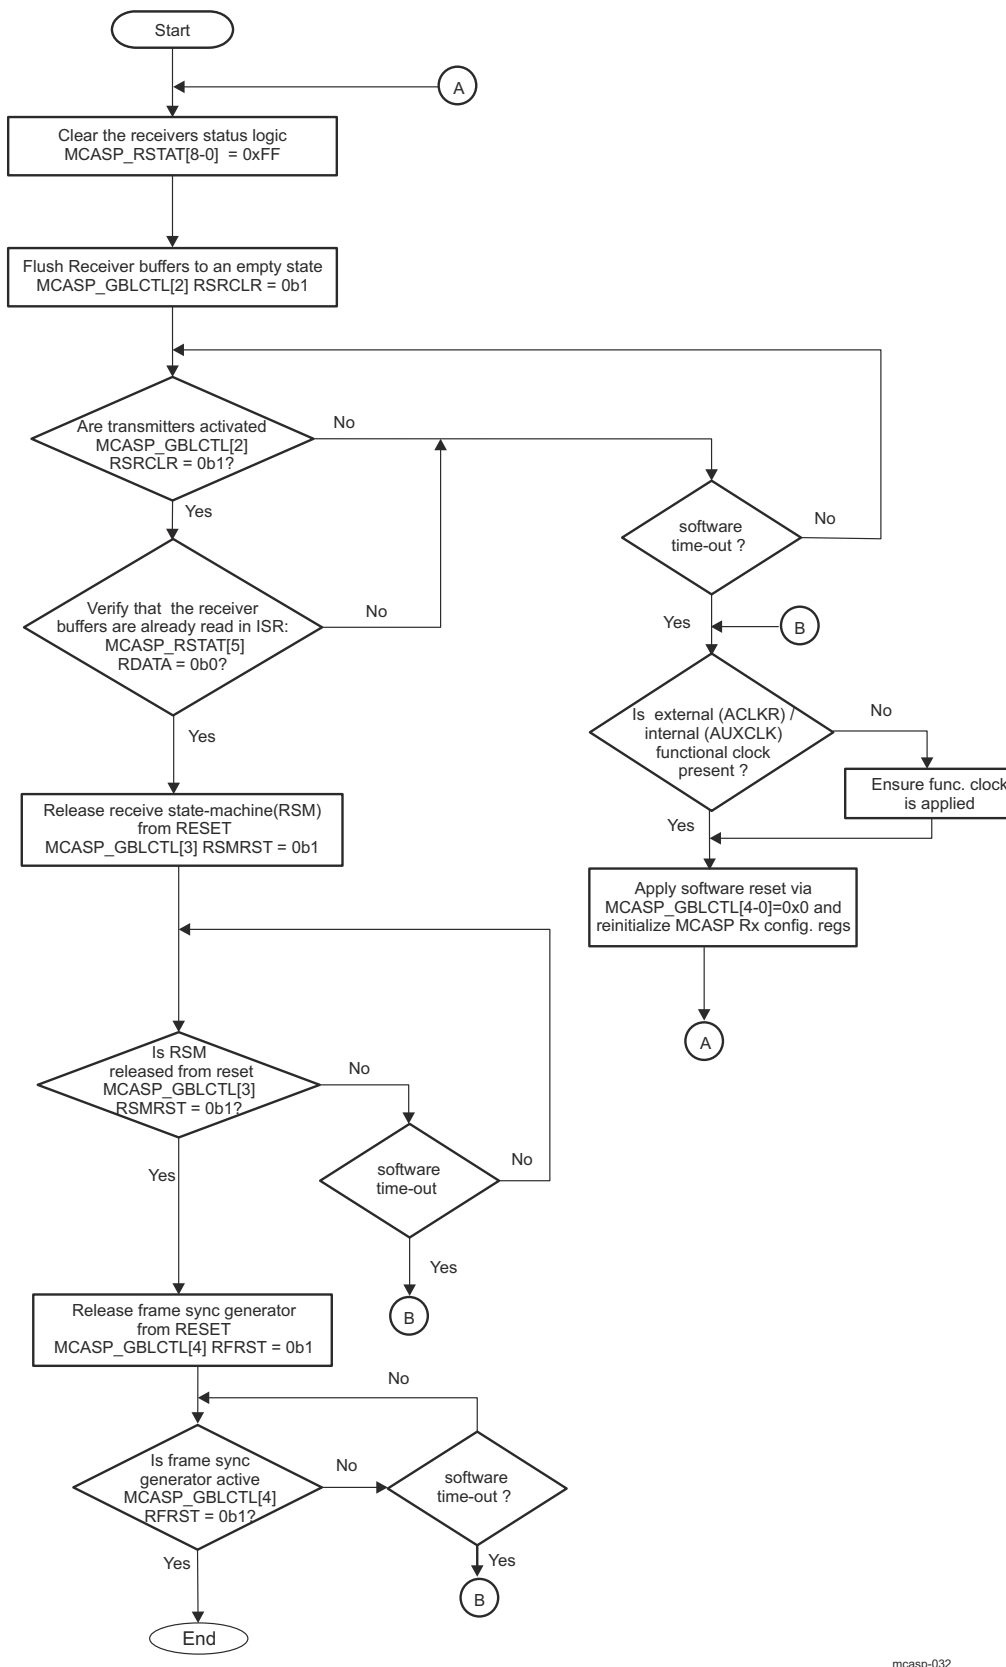 Start
A
Clear the receivers status logic
MCASP_RSTAT[8-0] = 0xFF
Flush Receiver buffers to an empty state
MCASP_GBLCTL[2] RSRCLR = 0b1
Are transmitters activated
MCASP_GBLCTL[2]
RSRCLR = 0b1?
No
Yes
software
time-out ?
No
Yes
B
Verify that the receiver
buffers are already read in ISR:
MCASP_RSTAT[5]
RDATA = 0b0?
No
Yes
Is external (ACLKR) /
internal (AUXCLK)
functional clock
present ?
No
Yes
Ensure func. clock
is applied
Release receive state-machine(RSM)
from RESET
MCASP_GBLCTL[3] RSMRST = 0b1
Apply software reset via
MCASP_GBLCTL[4-0]=0x0 and
reinitialize MCASP Rx config. regs
A
Is RSM
released from reset
MCASP_GBLCTL[3]
RSMRST = 0b1?
No
Yes
software
time-out
No
Yes
B
Release frame sync generator
from RESET
MCASP_GBLCTL[4] RFRST = 0b1
No
Is frame sync
generator active
MCASP_GBLCTL[4]
RFRST = 0b1?
No
Yes
software
time-out ?
Yes
B
End
mcasp-032